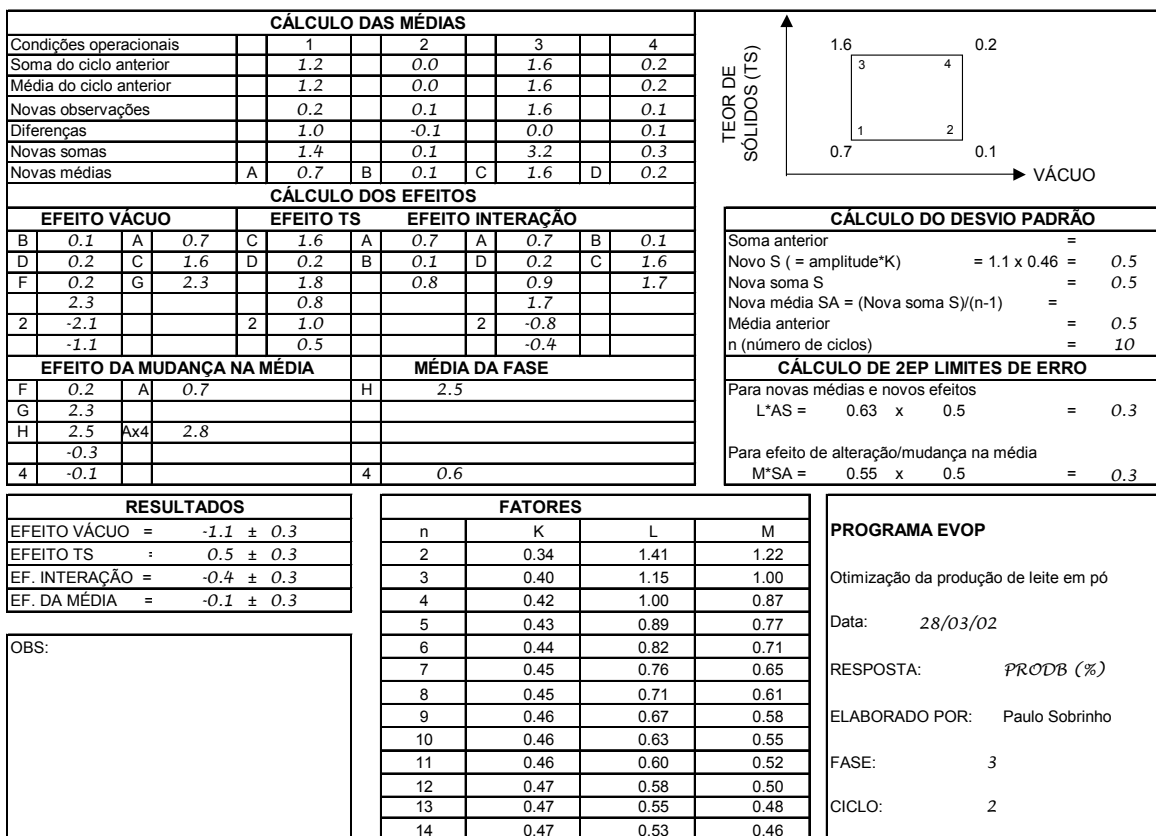 CÁLCULO DAS MÉDIAS
Condições operacionais 1 2 3 4
Soma do ciclo anterior 1.2 0.0 1.6 0.2
Média do ciclo anterior 1.2 0.0 1.6 0.2
Novas observações 0.2 0.1 1.6 0.1
Diferenças 1.0 -0.1 0.0 0.1
Novas somas 1.4 0.1 3.2 0.3
Novas médias A 0.7 B 0.1 C 1.6 D 0.2
TEOR DE
SÓLIDOS (TS)
1.6 0.2
3 4
1 2
0.7 0.1
VÁCUO
CÁLCULO DOS EFEITOS
EFEITO VÁCUO EFEITO TS EFEITO INTERAÇÃO
B 0.1 A 0.7 C 1.6 A 0.7 A 0.7 B 0.1
D 0.2 C 1.6 D 0.2 B 0.1 D 0.2 C 1.6
F 0.2 G 2.3 1.8 0.8 0.9 1.7
2.3 0.8 1.7
2 -2.1 2 1.0 2 -0.8
-1.1 0.5 -0.4
EFEITO DA MUDANÇA NA MÉDIA MÉDIA DA FASE
F 0.2 A 0.7 H 2.5
G 2.3
H 2.5 Ax4 2.8
-0.3
4 -0.1 4 0.6
CÁLCULO DO DESVIO PADRÃO
Soma anterior =
Novo S ( = amplitude*K) = 1.1 x 0.46 = 0.5
Nova soma S = 0.5
Nova média SA = (Nova soma S)/(n-1) =
Média anterior = 0.5
n (número de ciclos) = 10
CÁLCULO DE 2EP LIMITES DE ERRO
Para novas médias e novos efeitos
L*AS = 0.63 x 0.5 = 0.3
Para efeito de alteração/mudança na média
M*SA = 0.55 x 0.5 = 0.3
RESULTADOS
EFEITO VÁCUO = -1.1 ± 0.3
EFEITO TS = 0.5 ± 0.3
EF. INTERAÇÃO = -0.4 ± 0.3
EF. DA MÉDIA = -0.1 ± 0.3
OBS:
FATORES
n K L M
2 0.34 1.41 1.22
3 0.40 1.15 1.00
4 0.42 1.00 0.87
5 0.43 0.89 0.77
6 0.44 0.82 0.71
7 0.45 0.76 0.65
8 0.45 0.71 0.61
9 0.46 0.67 0.58
10 0.46 0.63 0.55
11 0.46 0.60 0.52
12 0.47 0.58 0.50
13 0.47 0.55 0.48
14 0.47 0.53 0.46
PROGRAMA EVOP
Otimização da produção de leite em pó
Data: 28/03/02
RESPOSTA: PRODB (%)
ELABORADO POR: Paulo Sobrinho
FASE: 3
CICLO: 2